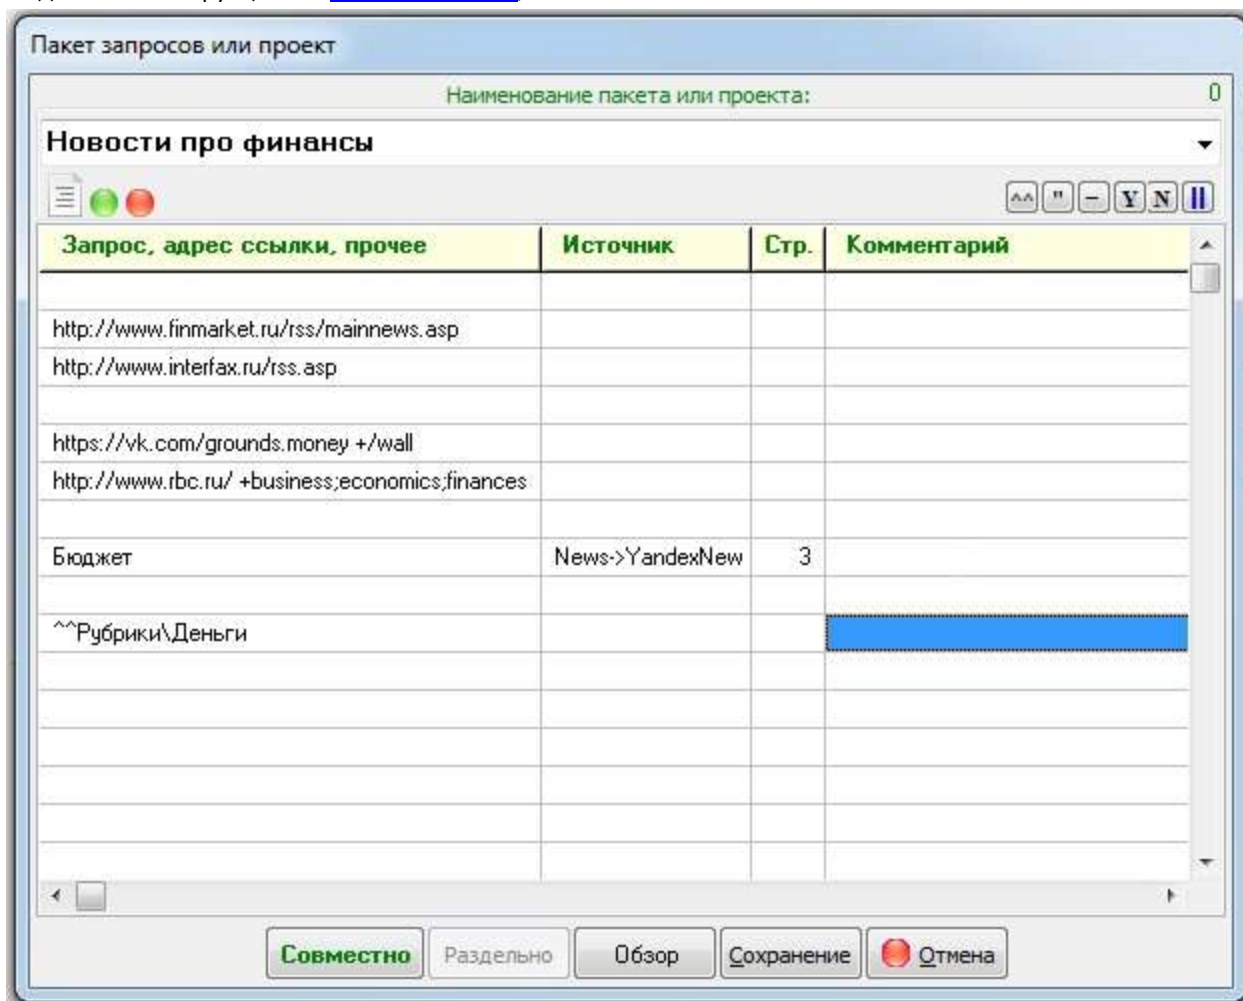 Пакет запросов или проект
Наименование пакета или проекта: 0
Новости про финансы
^^ " – Y N
Запрос, адрес ссылки, прочее Источник Стр. Комментарий
http://www.finmarket.ru/rss/mainnews.asp
http://www.interfax.ru/rss.asp
https://vk.com/grounds.money +/wall
http://www.rbc.ru/ +business;economics;finances
Бюджет News->YandexNew 3
^^Рубрики\Деньги
Совместно Раздельно Обзор Сохранение Отмена